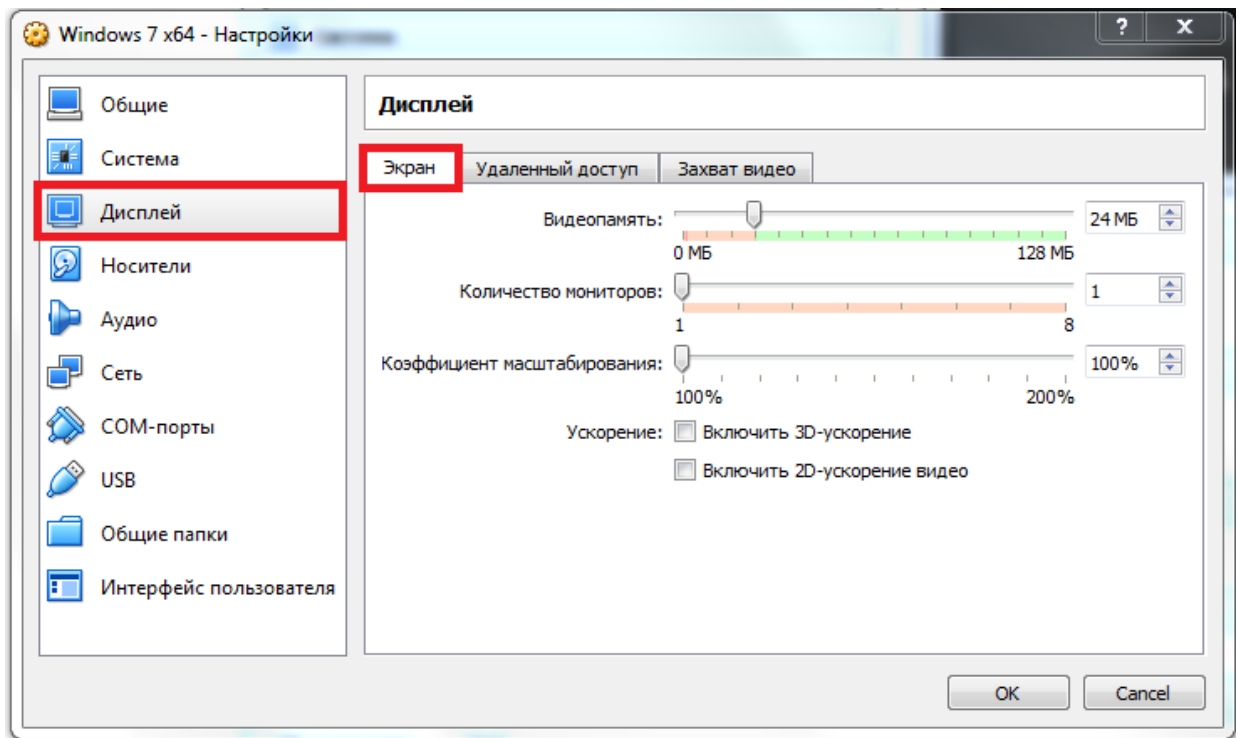 Windows 7 x64 - Настройки
Общие
Система
Дисплей
Носители
Аудио
Сеть
COM-порты
USB
Общие папки
Интерфейс пользователя
Дисплей
Экран Удаленный доступ Захват видео
Видеопамять: 24 МБ
0 МБ 128 МБ
Количество мониторов: 1
1 8
Коэффициент масштабирования: 100%
100% 200%
Ускорение: Включить 3D-ускорение
Включить 2D-ускорение видео
OK Cancel